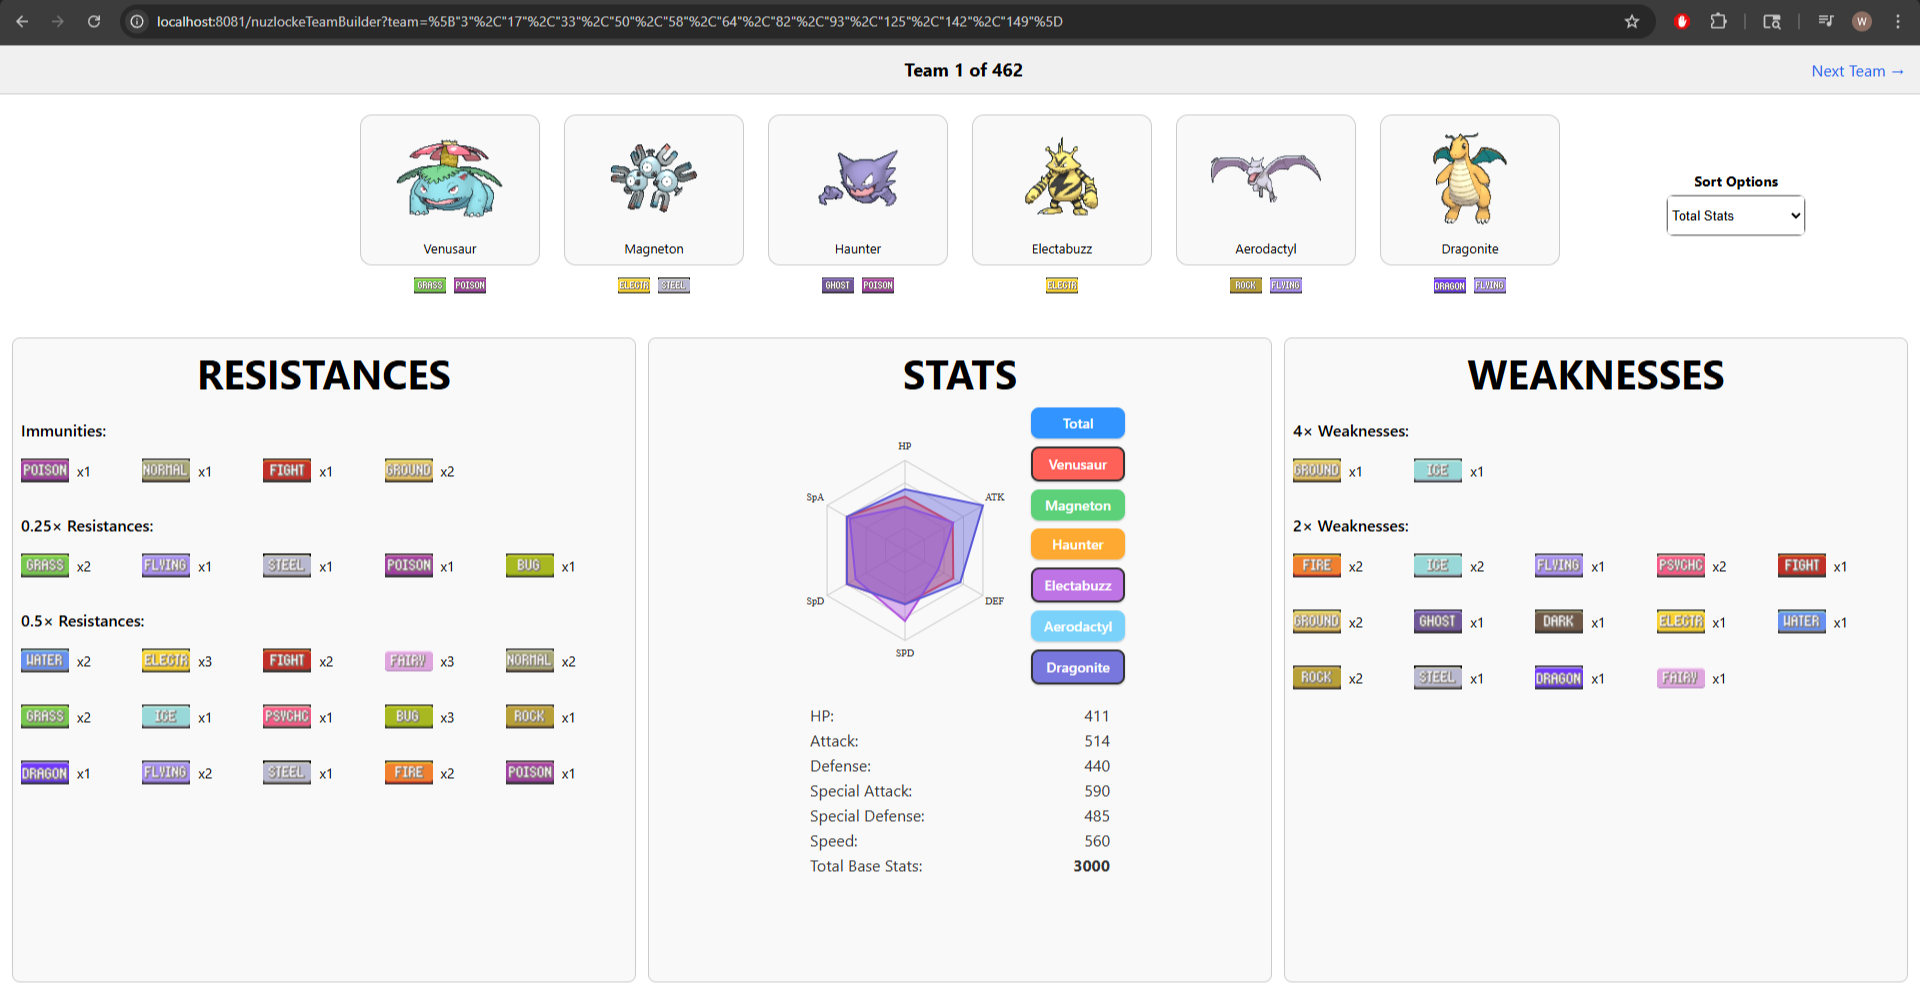 localhost:8081/nuzlockeTeamBuilder?team=%5B"3"%2C"17"%2C"33"%2C"50"%2C"58"%2C"64"%2C"82"%2C"93"%2C"125"%2C"142"%2C"149"%5D
W
Team 1 of 462
Next Team →
Venusaur
Magneton
Haunter
Electabuzz
Aerodactyl
Dragonite
Sort Options
Total Stats
GRASS POISON
ELECTR STEEL
GHOST POISON
ELECTR
ROCK FLYING
DRAGON FLYING
RESISTANCES
Immunities:
POISON x1 NORMAL x1 FIGHT x1 GROUND x2
0.25× Resistances:
GRASS x2 FLYING x1 STEEL x1 POISON x1 BUG x1
0.5× Resistances:
WATER x2 ELECTR x3 FIGHT x2 FAIRY x3 NORMAL x2
GRASS x2 ICE x1 PSYCHC x1 BUG x3 ROCK x1
DRAGON x1 FLYING x2 STEEL x1 FIRE x2 POISON x1
STATS
HP
ATK
DEF
SPD
SpD
SpA
Total
Venusaur
Magneton
Haunter
Electabuzz
Aerodactyl
Dragonite
HP: 411
Attack: 514
Defense: 440
Special Attack: 590
Special Defense: 485
Speed: 560
Total Base Stats: 3000
WEAKNESSES
4× Weaknesses:
GROUND x1 ICE x1
2× Weaknesses:
FIRE x2 ICE x2 FLYING x1 PSYCHC x2 FIGHT x1
GROUND x2 GHOST x1 DARK x1 ELECTR x1 WATER x1
ROCK x2 STEEL x1 DRAGON x1 FAIRY x1